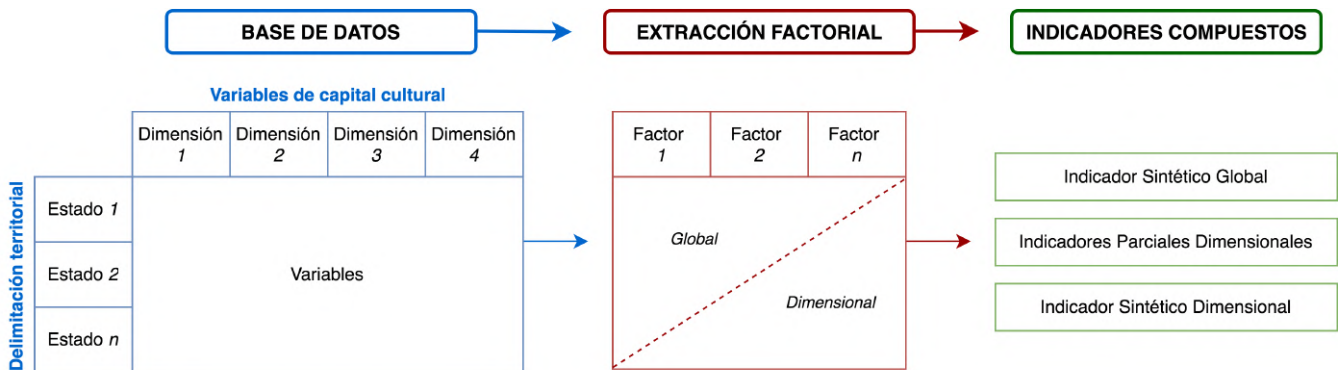 BASE DE DATOS
EXTRACCIÓN FACTORIAL
INDICADORES COMPUESTOS
Variables de capital cultural
Dimensión
1
Dimensión
2
Dimensión
3
Dimensión
4
Delimitación territorial
Estado 1
Estado 2
Estado n
Variables
Factor
1
Factor
2
Factor
n
Global
Dimensional
Indicador Sintético Global
Indicadores Parciales Dimensionales
Indicador Sintético Dimensional